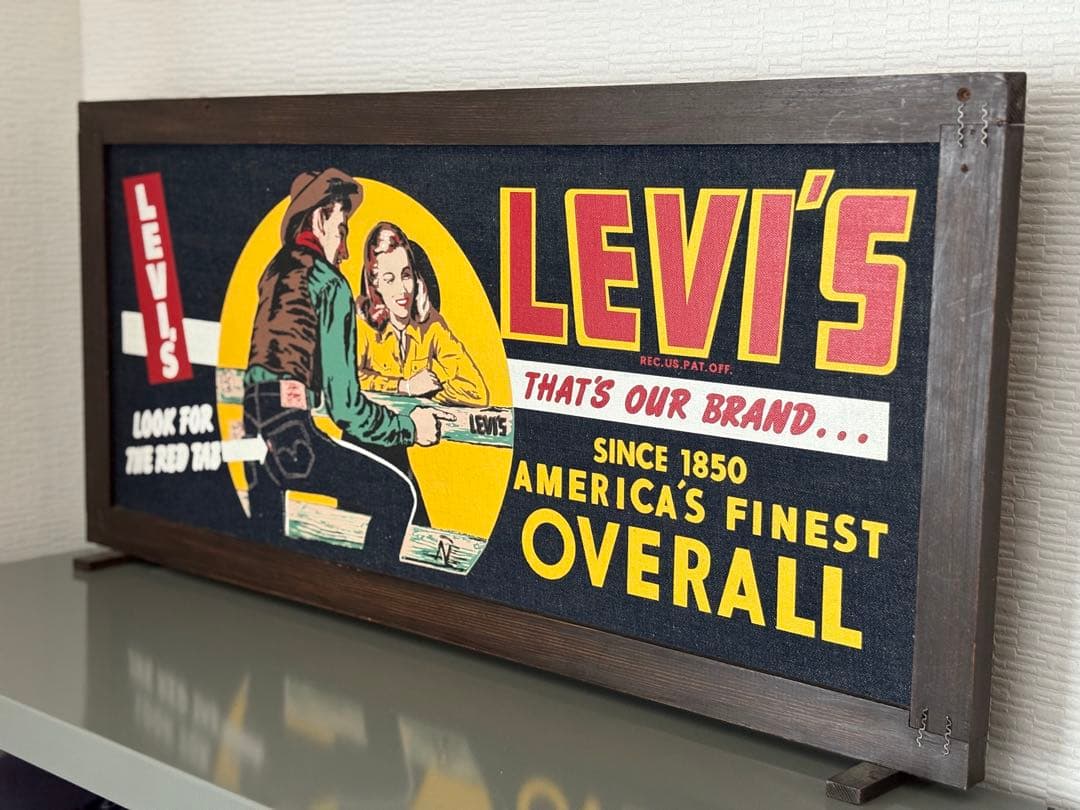 LEVI'S
LOOK FOR
THE RED TAB
LEVI'S
LEVI'S
REC.US.PAT.OFF.
THAT'S OUR BRAND...
SINCE 1850
AMERICA'S FINEST
OVERALL